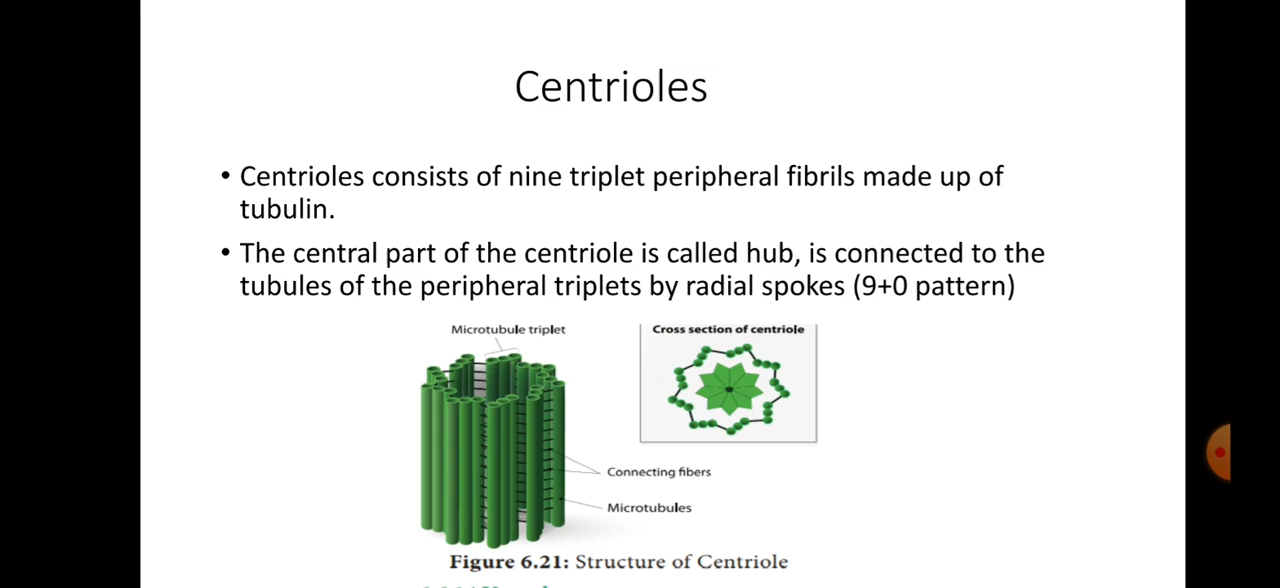 Centrioles
• Centrioles consists of nine triplet peripheral fibrils made up of
tubulin.
• The central part of the centriole is called hub, is connected to the
tubules of the peripheral triplets by radial spokes (9+0 pattern)
Microtubule triplet
Cross section of centriole
Connecting fibers
Microtubules
Figure 6.21: Structure of Centriole